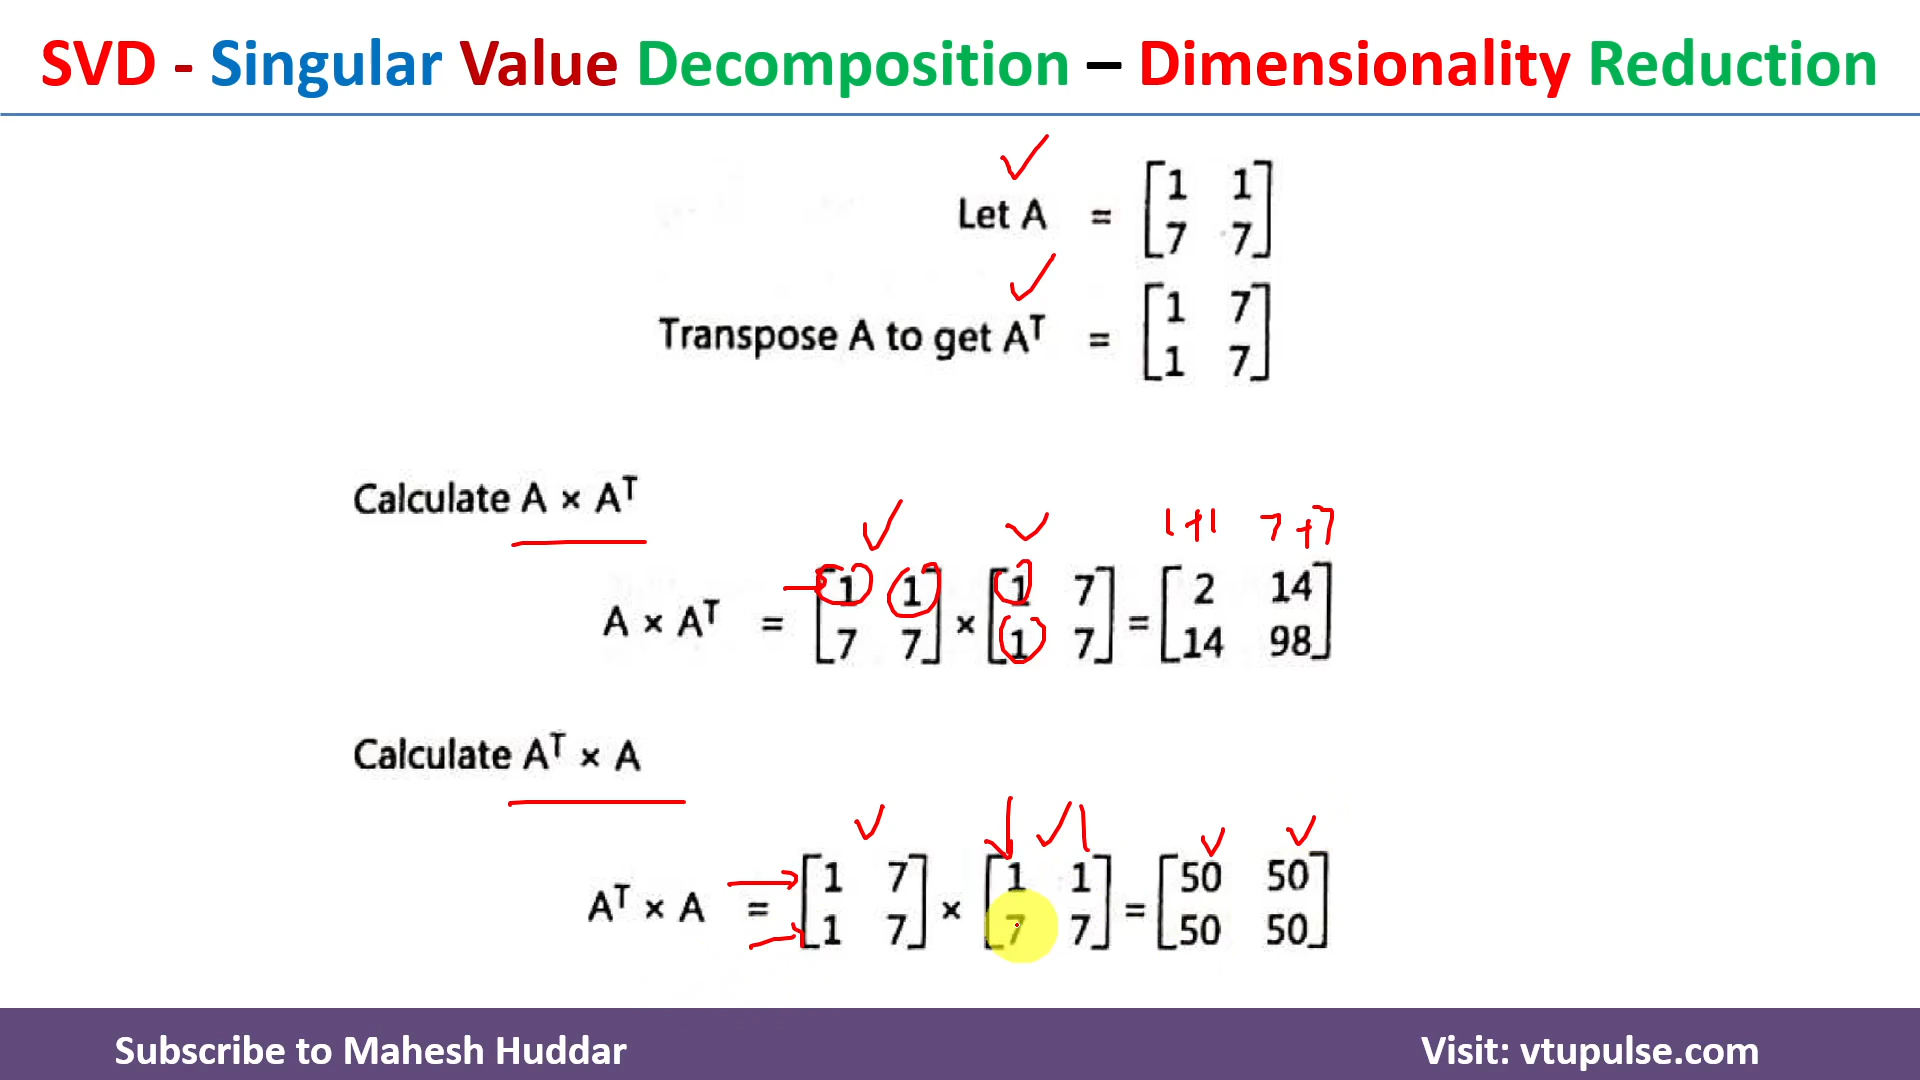 SVD - Singular Value Decomposition – Dimensionality Reduction
Let A = [1 1
7 7]
Transpose A to get Aᵀ = [1 7
1 7]
Calculate A × Aᵀ
1+1 7+7
A × Aᵀ = [1 1 × [1 7 = [2 14
7 7] 1 7] 14 98]
Calculate Aᵀ × A
Aᵀ × A = [1 7 × [1 1 = [50 50
1 7] 7 7] 50 50]
Subscribe to Mahesh Huddar
Visit: vtupulse.com